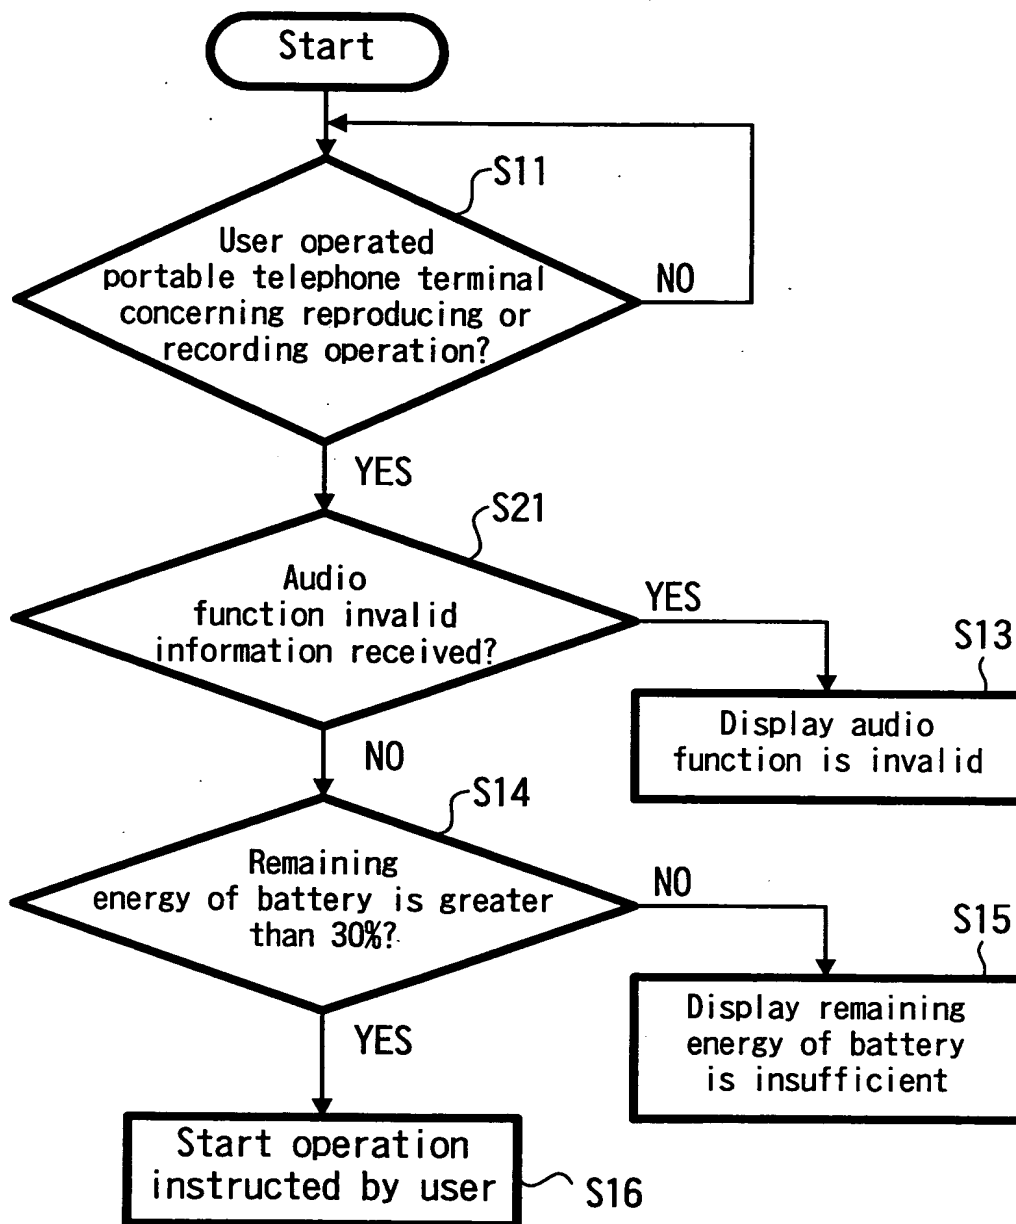 Start
S11
User operated
portable telephone terminal
concerning reproducing or
recording operation?
NO
YES
S21
Audio
function invalid
information received?
YES
S13
Display audio
function is invalid
NO
S14
Remaining
energy of battery is greater
than 30%?
NO
S15
Display remaining
energy of battery
is insufficient
YES
Start operation
instructed by user
S16